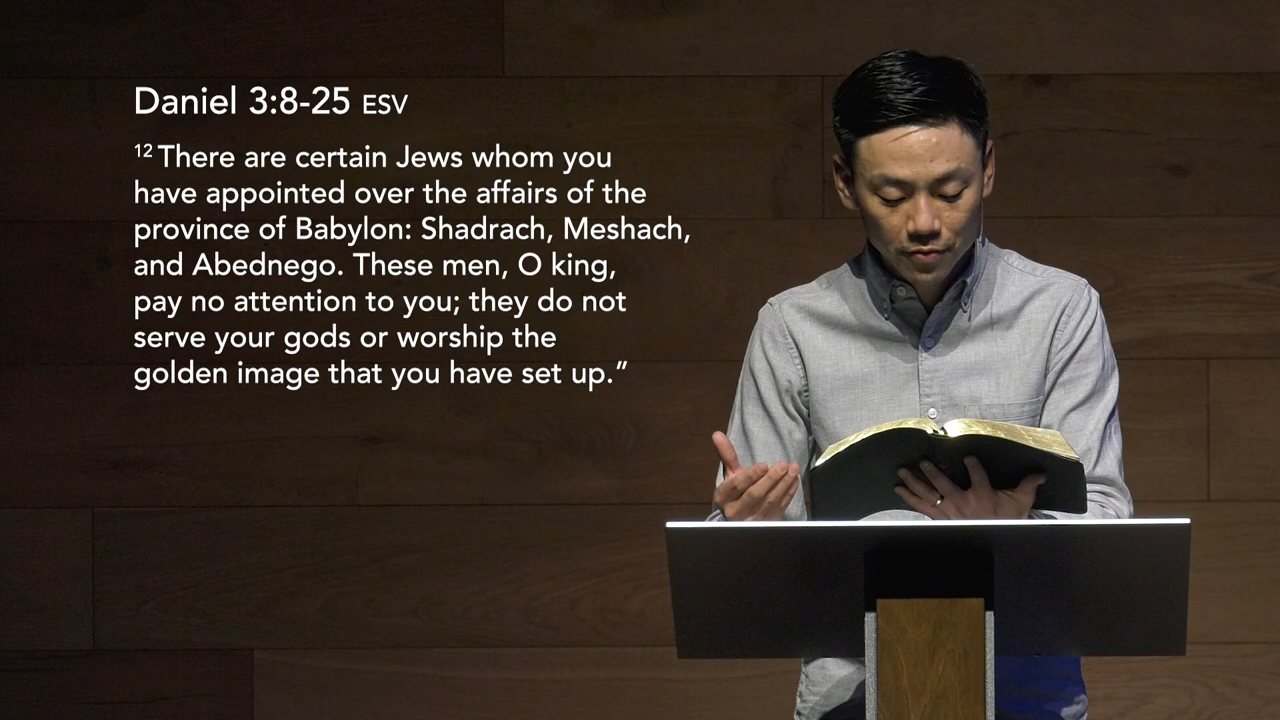 Daniel 3:8-25 ESV
12 There are certain Jews whom you
have appointed over the affairs of the
province of Babylon: Shadrach, Meshach,
and Abednego. These men, O king,
pay no attention to you; they do not
serve your gods or worship the
golden image that you have set up.”